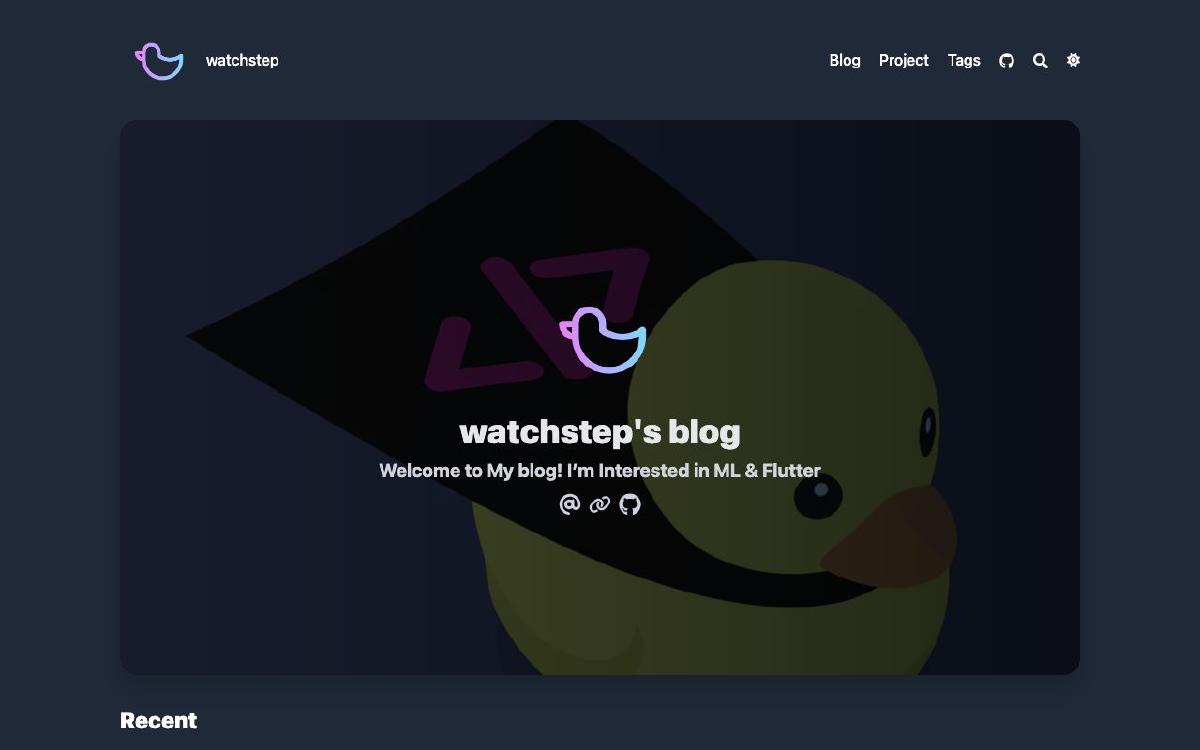 watchstep
Blog Project Tags
watchstep's blog
Welcome to My blog! I’m Interested in ML & Flutter
Recent